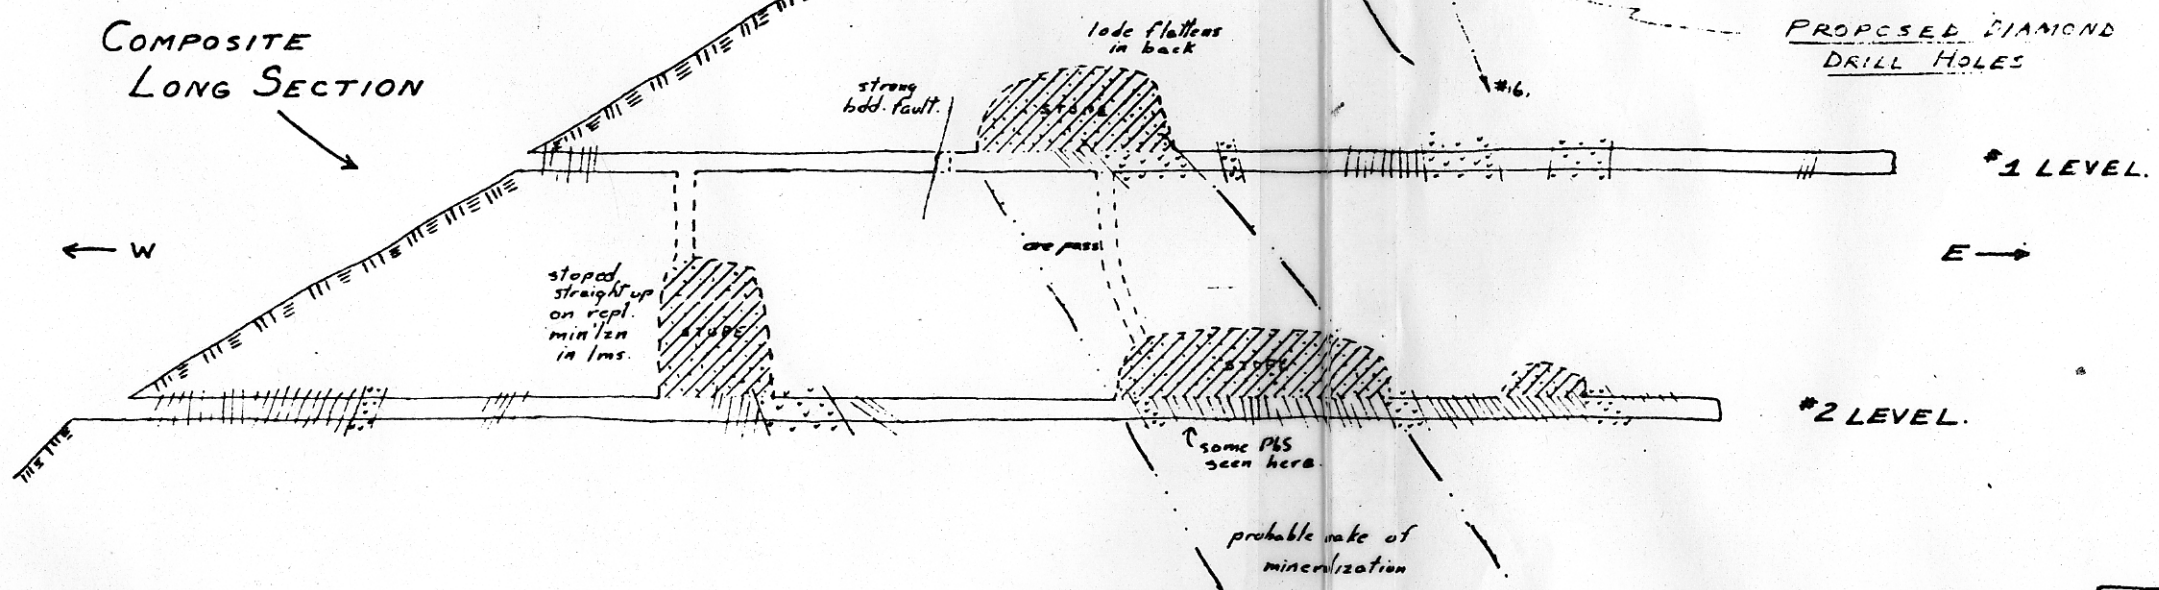 COMPOSITE
LONG SECTION
lode flattens
in back
strong
bdd. fault.
STOPE
#6.
PROPOSED DIAMOND
DRILL HOLES
#1 LEVEL.
← W
ore pass
E →
stoped
straight up
on repl.
min'lzn
in lms.
STOPE
STOPE
#2 LEVEL.
some PbS
seen here.
probable rake of
mineralization